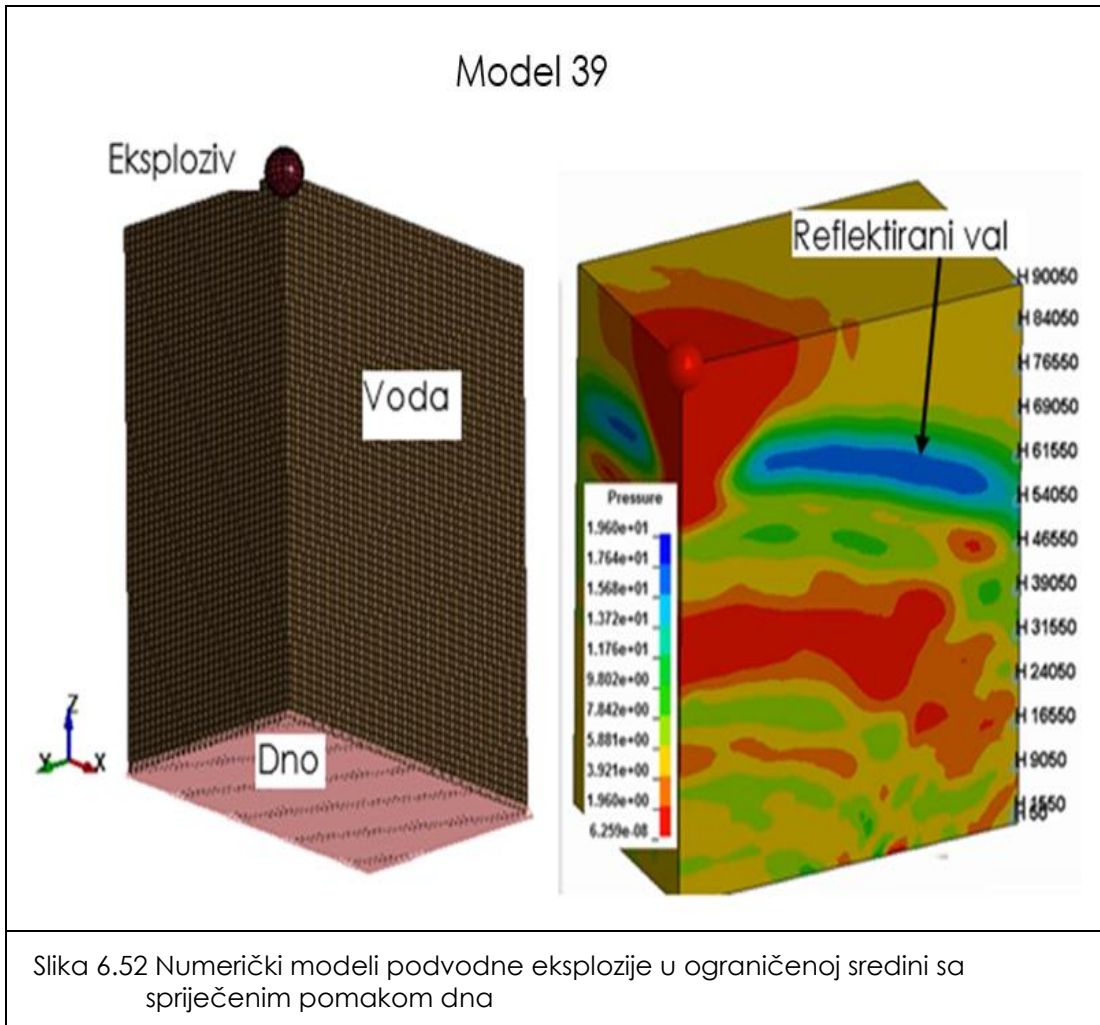 Model 39
Eksploziv
Voda
Dno
Z
Y
X
Reflektirani val
H 90050
H 84050
H 76550
H 69050
H 61550
H 54050
H 46550
H 39050
H 31550
H 24050
H 16550
H 9050
H 1550
H 50
Pressure
1.960e+01
1.764e+01
1.568e+01
1.372e+01
1.176e+01
9.802e+00
7.842e+00
5.881e+00
3.921e+00
1.960e+00
6.259e-08
Slika 6.52 Numerički modeli podvodne eksplozije u ograničenoj sredini sa
spriječenim pomakom dna